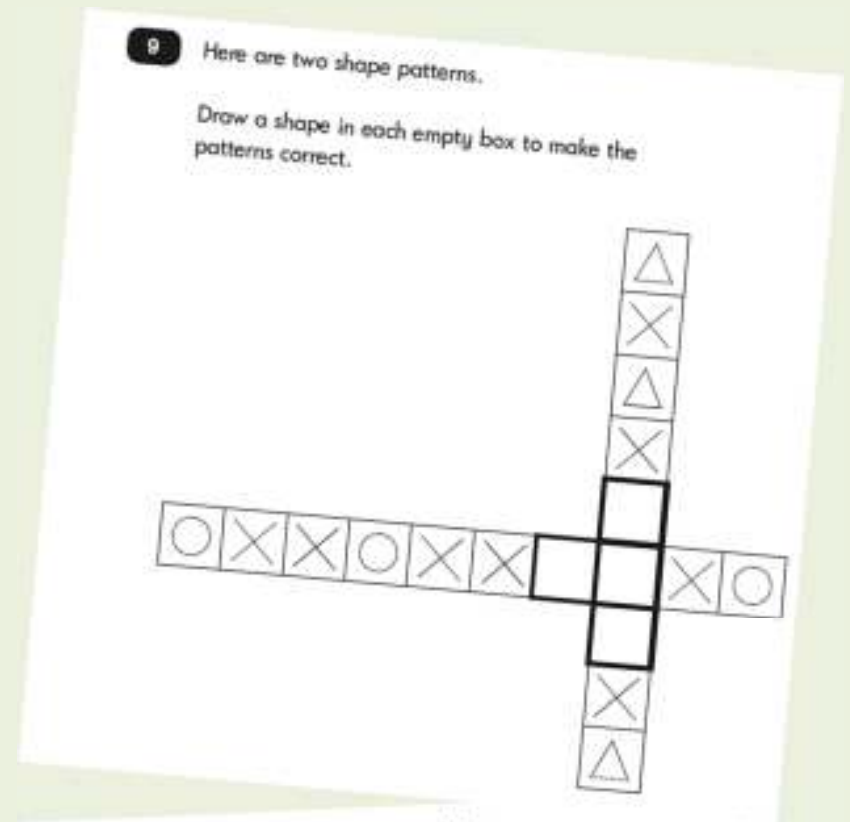 9
Here are two shape patterns.
Draw a shape in each empty box to make the
patterns correct.